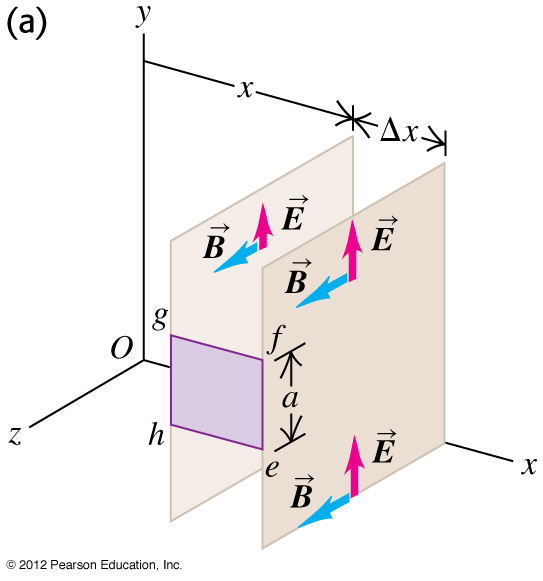 (a)
y
x
Δx
E
B
E
B
g
f
O
a
z
h
e
E
B
x
© 2012 Pearson Education, Inc.